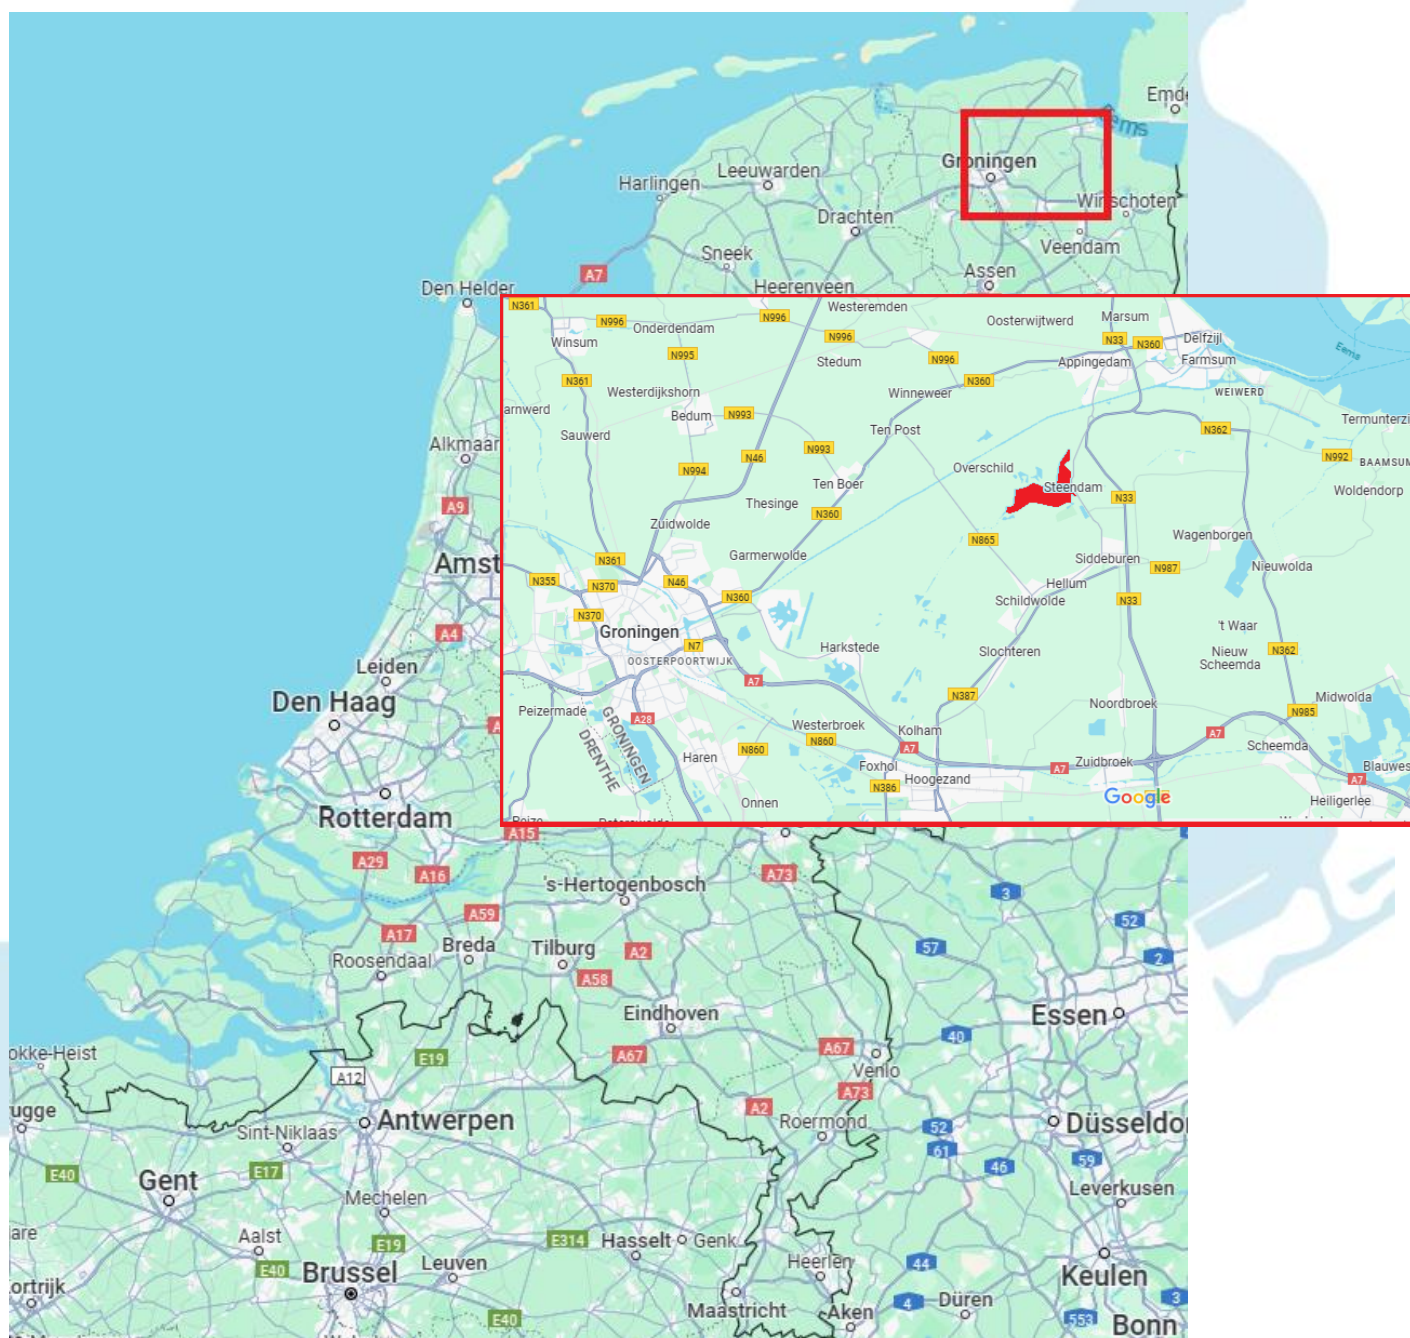 Emde
Eems
Groningen
Leeuwarden
Harlingen
Winschoten
Drachten
Veendam
Sneek
Assen
A7
Den Helder
Heerenveen
N361
N996
Onderdendam
N996
Westeremden
Oosterwijtwerd
Marsum
N996
N33
N360
Delfzijl
Winsum
N995
Stedum
N996
Appingedam
Farmsum
Eems
N361
Westerdijkshorn
Winneweer
N360
WEIWERD
arnwerd
Bedum
N993
Termunterzi
Sauwerd
Ten Post
N362
N46
N993
N992
BAAMSUM
N994
Ten Boer
Overschild
Steendam
Woldendorp
Thesinge
N360
N33
Zuidwolde
N865
Wagenborgen
N361
Garmerwolde
Siddeburen
N987
Nieuwolda
N355
N370
N46
N360
Hellum
Schildwolde
N33
N370
Groningen
't Waar
N7
OOSTERPOORTWIJK
Harkstede
Slochteren
Nieuw
Scheemda
N362
A7
N387
Noordbroek
Midwolda
Peizermade
GRONINGEN
DRENTHE
A28
Westerbroek
N860
Kolham
N985
A7
Scheemda
Haren
N860
A7
Foxhol
A7
Zuidbroek
Blauwes
N386
Hoogezand
A7
Onnen
Google
Heiligerlee
Alkmaar
A9
Amst
A4
Leiden
Den Haag
Rotterdam
A15
A29
A16
's-Hertogenbosch
A73
3
A59
52
A17
Breda
Tilburg
A2
57
2
Roosendaal
A58
Eindhoven
Essen
okke-Heist
E19
A67
A67
40
A12
Venlo
A73
ugge
A2
Antwerpen
Roermond
52
Düsseldor
Sint-Niklaas
61
59
E40
E17
46
Gent
Mechelen
Leverkusen
are
Aalst
E19
E314
Hasselt
Genk
E40
Brussel
Leuven
Heerlen
44
Keulen
ortrijk
Maastricht
Aken
4
Düren
3
E40
553
Bonn